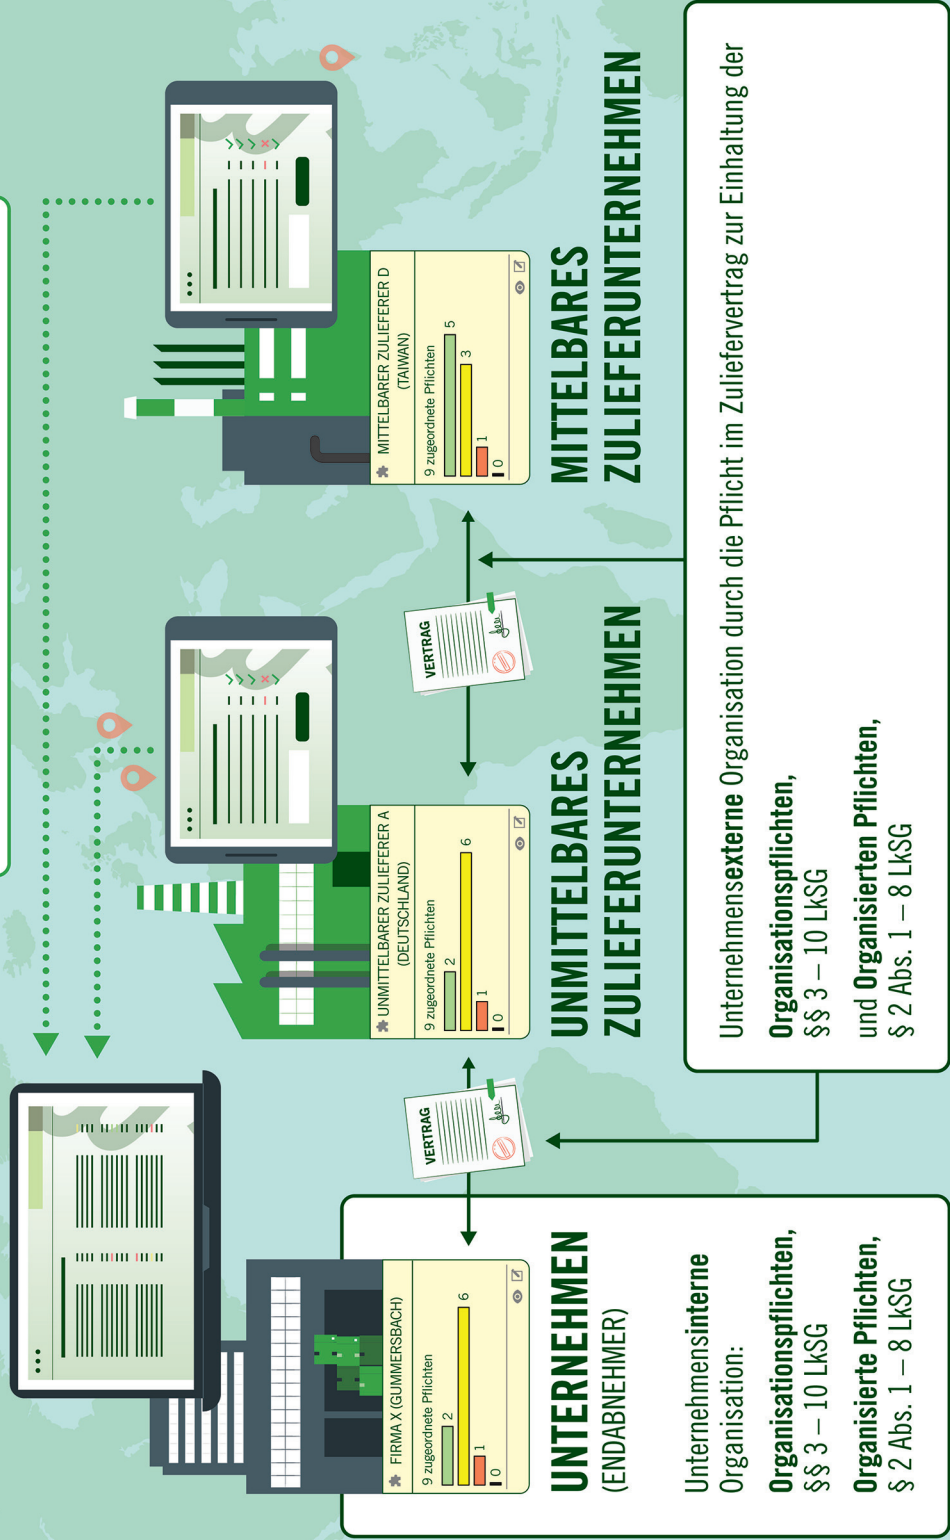 FIRMA X (GUMMERSBACH)
9 zugeordnete Pflichten
2
6
1
0
UNTERNEHMEN
(ENDABNEHMER)
Unternehmensinterne
Organisation:
Organisationspflichten,
§§ 3 – 10 LkSG
Organisierte Pflichten,
§ 2 Abs. 1 – 8 LkSG
VERTRAG
UNMITTELBARER ZULIEFERER A
(DEUTSCHLAND)
9 zugeordnete Pflichten
2
6
1
0
UNMITTELBARES
ZULIEFERUNTERNEHMEN
VERTRAG
MITTELBARER ZULIEFERER D
(TAIWAN)
9 zugeordnete Pflichten
5
3
1
0
MITTELBARES
ZULIEFERUNTERNEHMEN
Unternehmensexterne Organisation durch die Pflicht im Zuliefervertrag zur Einhaltung der
Organisationspflichten,
§§ 3 – 10 LkSG
und Organisierten Pflichten,
§ 2 Abs. 1 – 8 LkSG